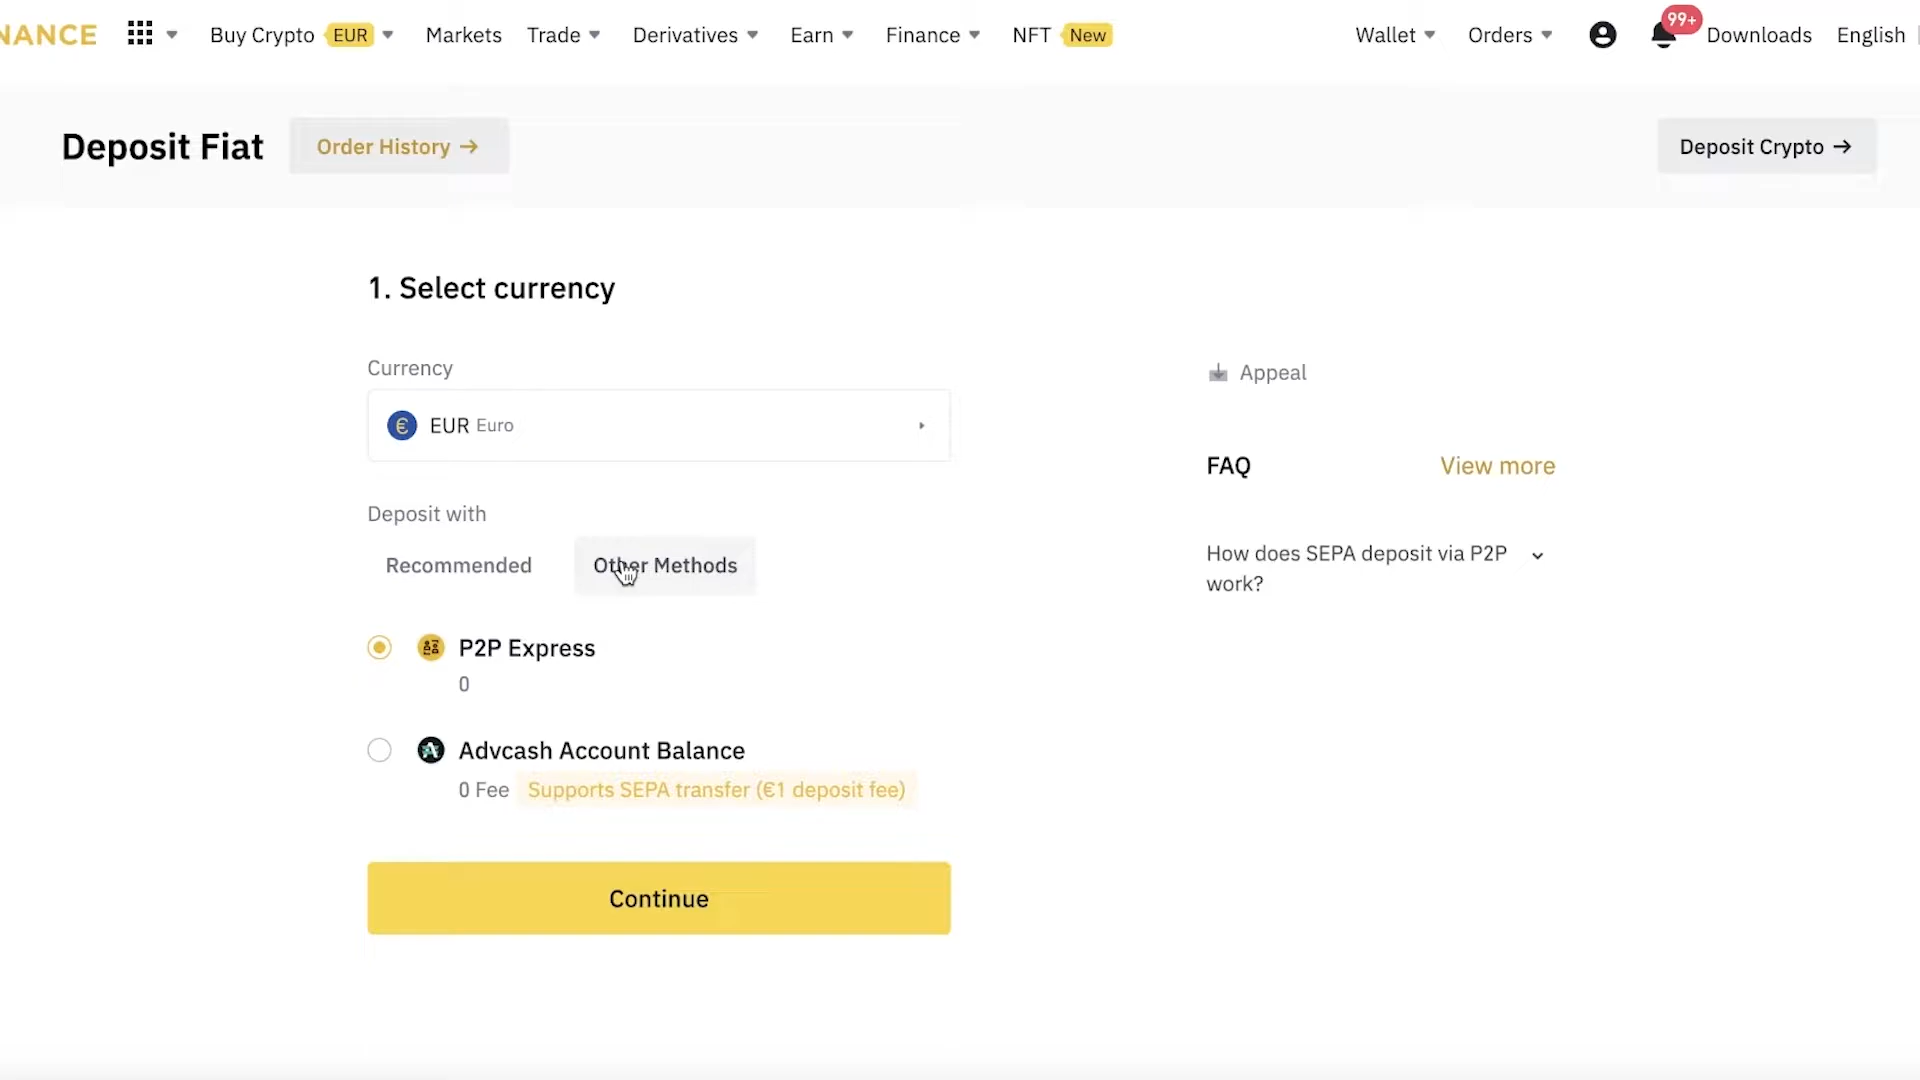 NANCE
Buy Crypto EUR
Markets
Trade
Derivatives
Earn
Finance
NFT New
Wallet
Orders
99+
Downloads
English
Deposit Fiat
Order History →
Deposit Crypto →
1. Select currency
Currency
€ EUR Euro
Deposit with
Recommended
Other Methods
P2P Express
0
Advcash Account Balance
0 Fee Supports SEPA transfer (€1 deposit fee)
Continue
Appeal
FAQ
View more
How does SEPA deposit via P2P
work?